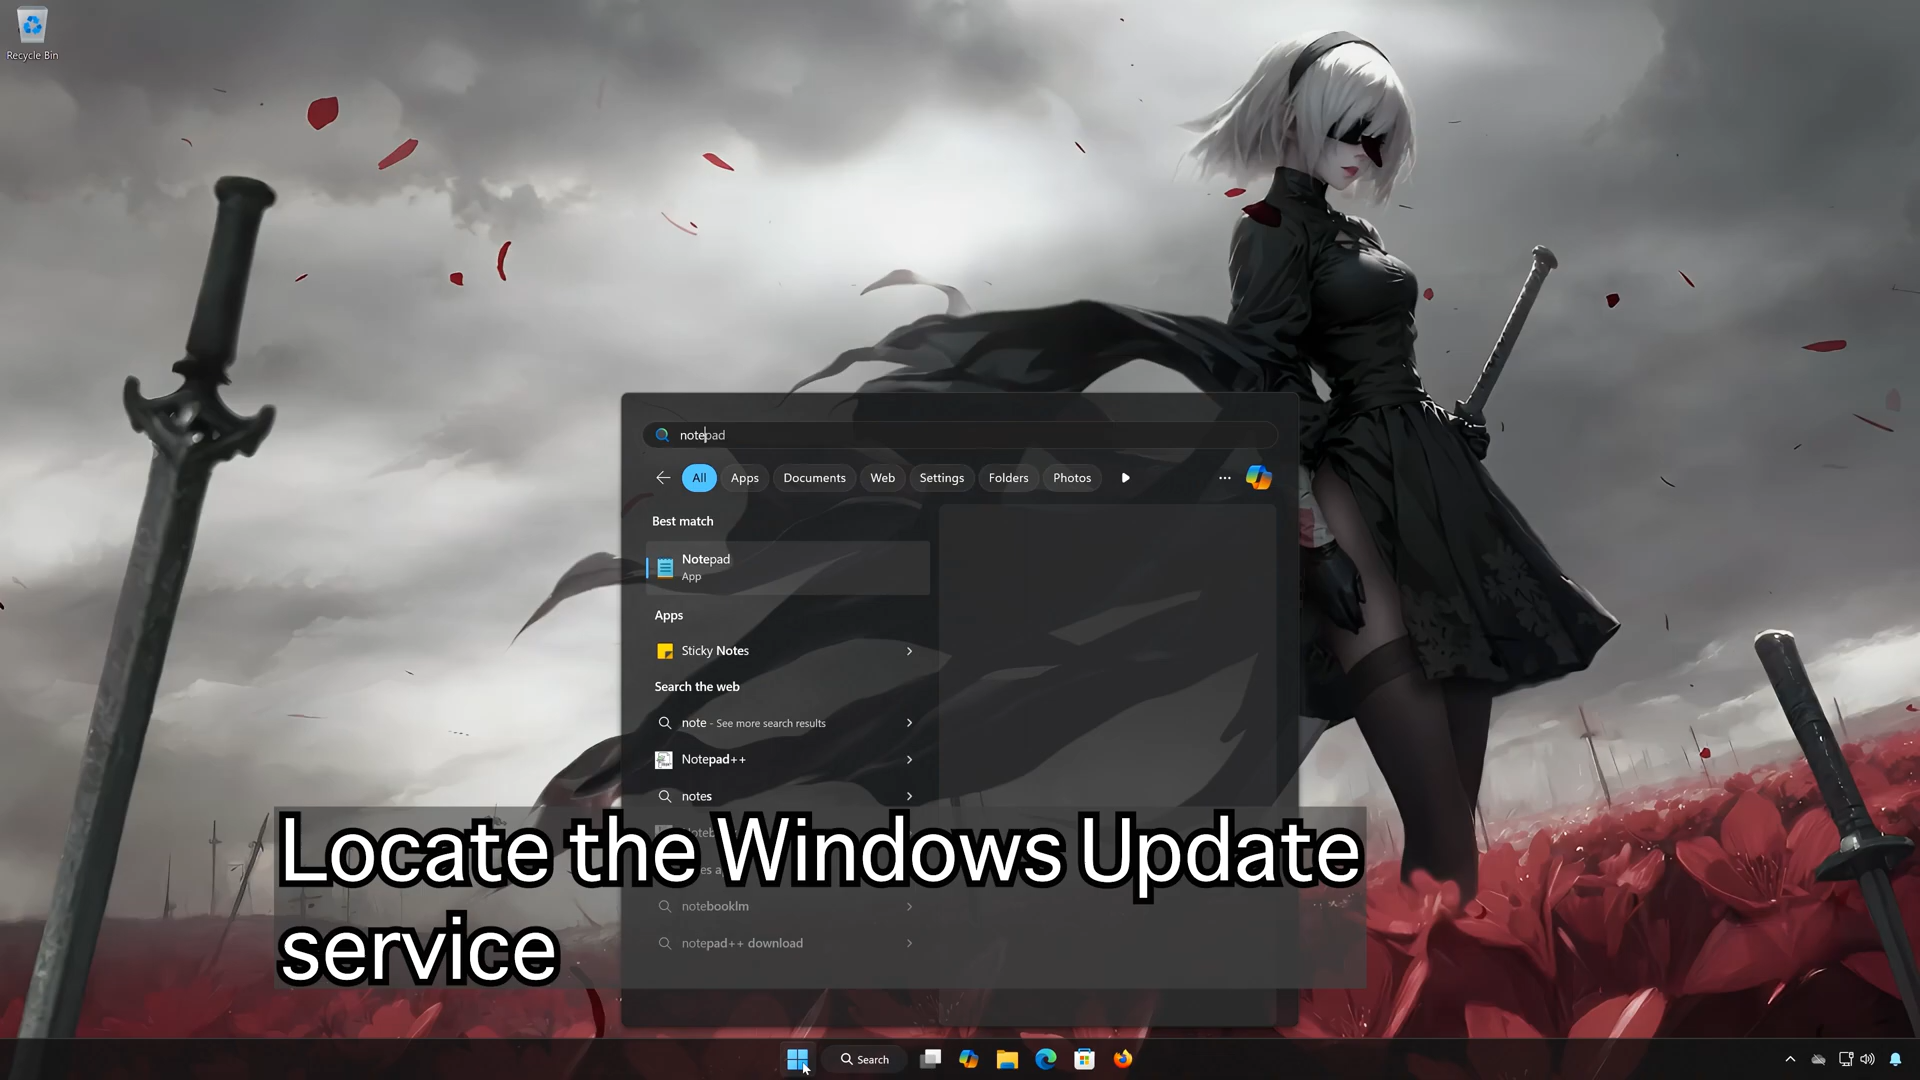 Recycle Bin
notepad
All Apps Documents Web Settings Folders Photos
Best match
Notepad
App
Apps
Sticky Notes
Search the web
note - See more search results
Notepad++
notes
Locate the Windows Update
service
notebooklm
notepad++ download
Search